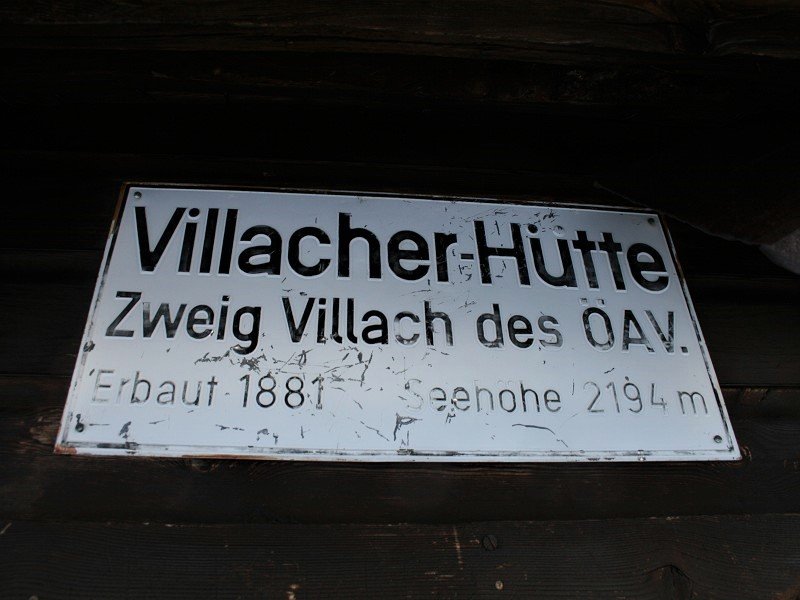 Villacher-Hütte
Zweig Villach des ÖAV.
Erbaut 1881 Seehöhe 2194 m